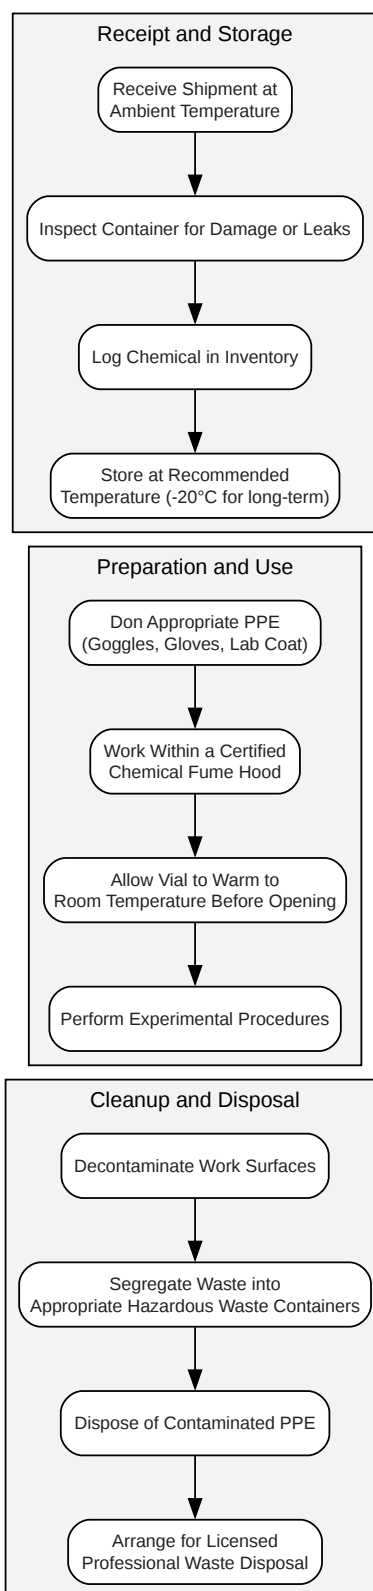 Receipt and Storage
Receive Shipment at
Ambient Temperature
Inspect Container for Damage or Leaks
Log Chemical in Inventory
Store at Recommended
Temperature (-20°C for long-term)
Preparation and Use
Don Appropriate PPE
(Goggles, Gloves, Lab Coat)
Work Within a Certified
Chemical Fume Hood
Allow Vial to Warm to
Room Temperature Before Opening
Perform Experimental Procedures
Cleanup and Disposal
Decontaminate Work Surfaces
Segregate Waste into
Appropriate Hazardous Waste Containers
Dispose of Contaminated PPE
Arrange for Licensed
Professional Waste Disposal